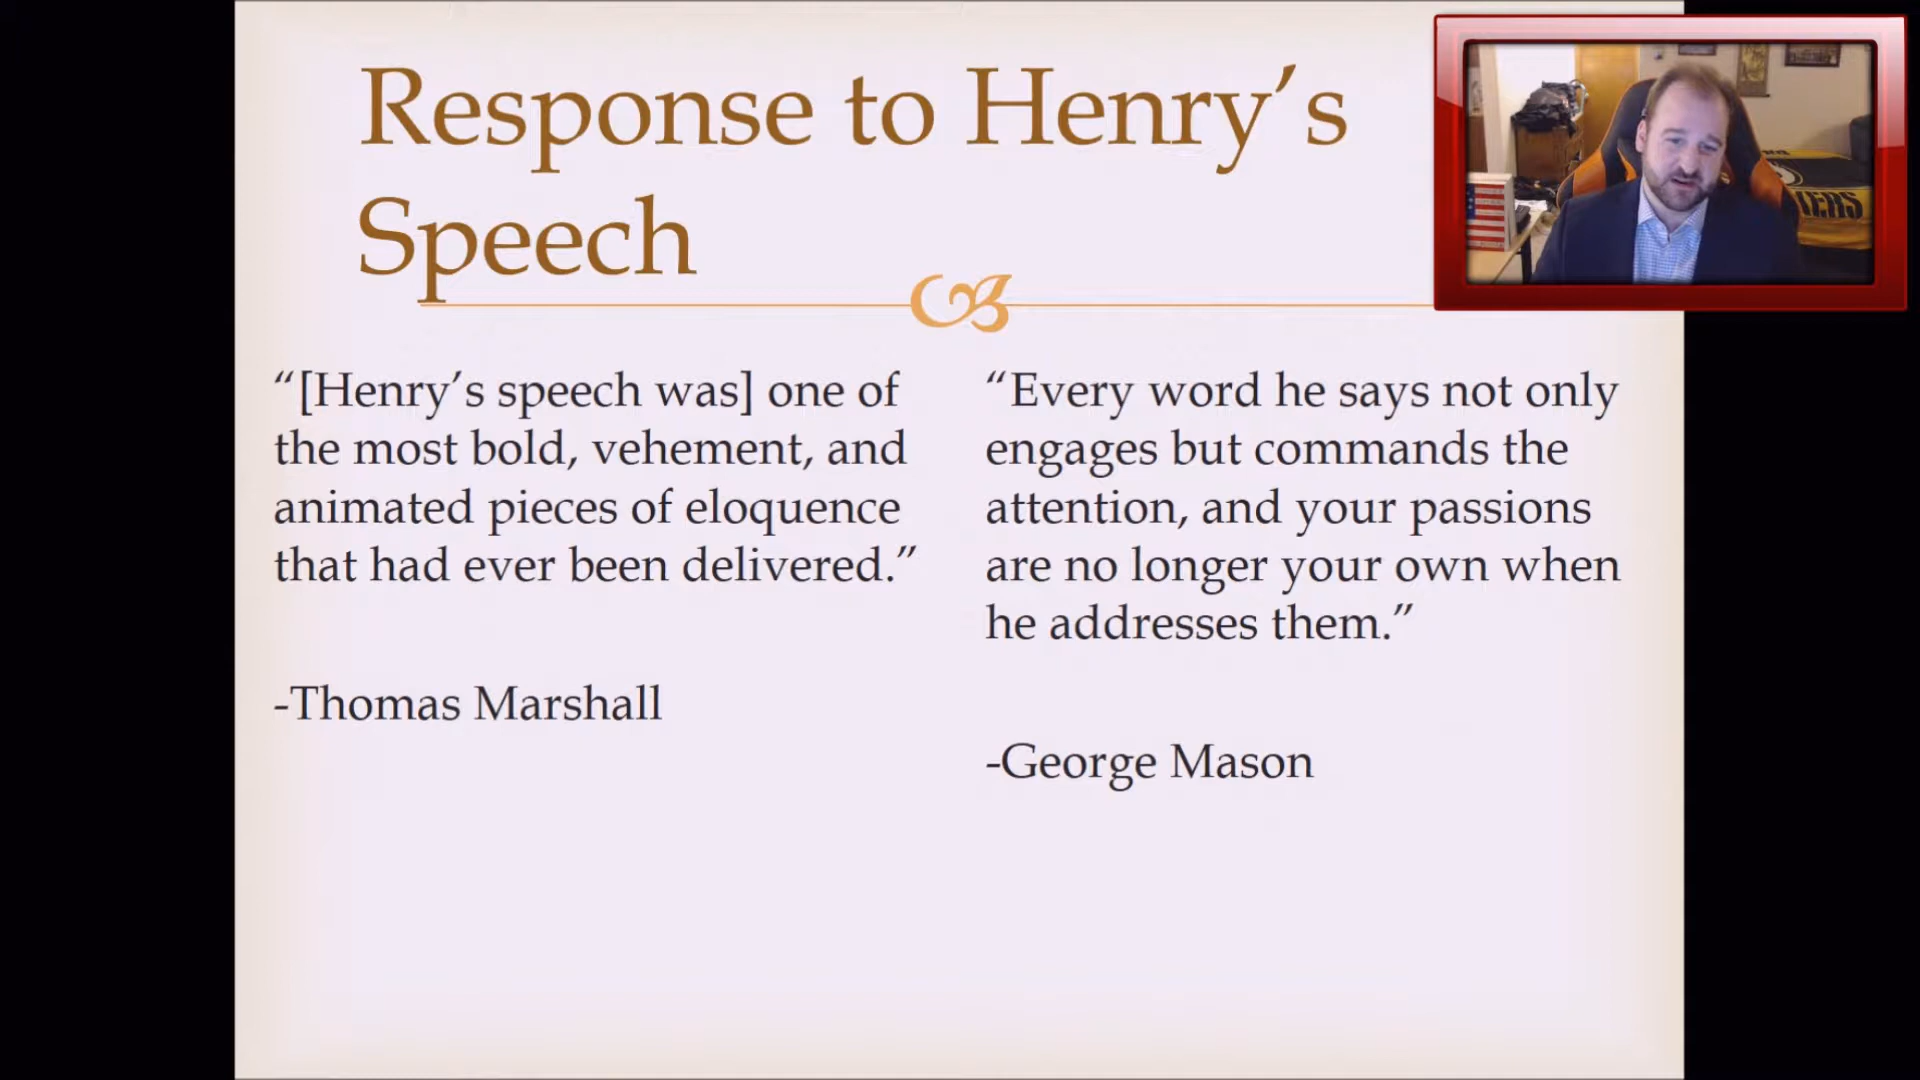 Response to Henry’s
Speech
“[Henry’s speech was] one of
the most bold, vehement, and
animated pieces of eloquence
that had ever been delivered.”
-Thomas Marshall
“Every word he says not only
engages but commands the
attention, and your passions
are no longer your own when
he addresses them.”
-George Mason